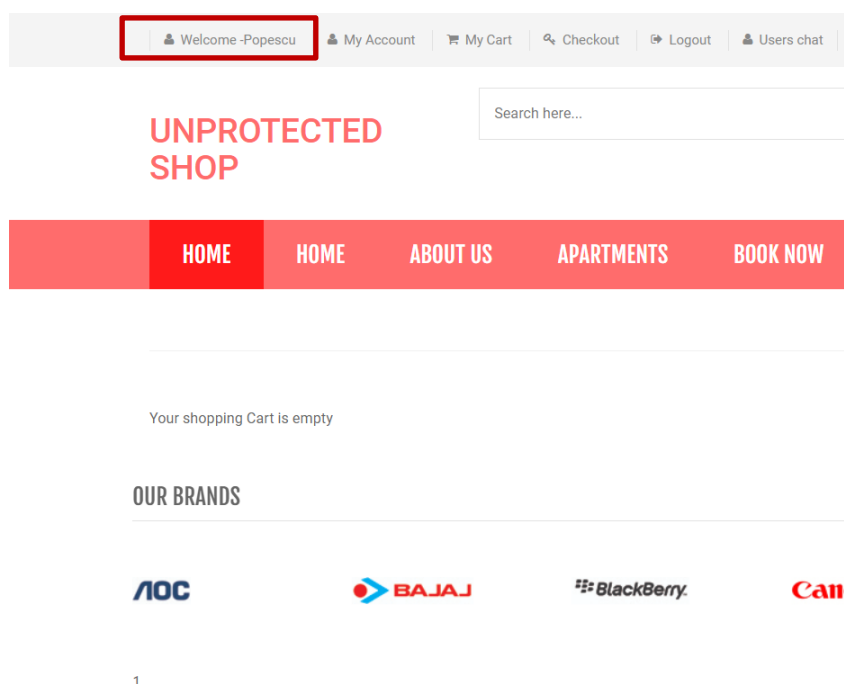 Welcome -Popescu My Account My Cart Checkout Logout Users chat
Search here...
UNPROTECTED
SHOP
HOME HOME ABOUT US APARTMENTS BOOK NOW
Your shopping Cart is empty
OUR BRANDS
AOC BAJAJ BlackBerry. Can
1